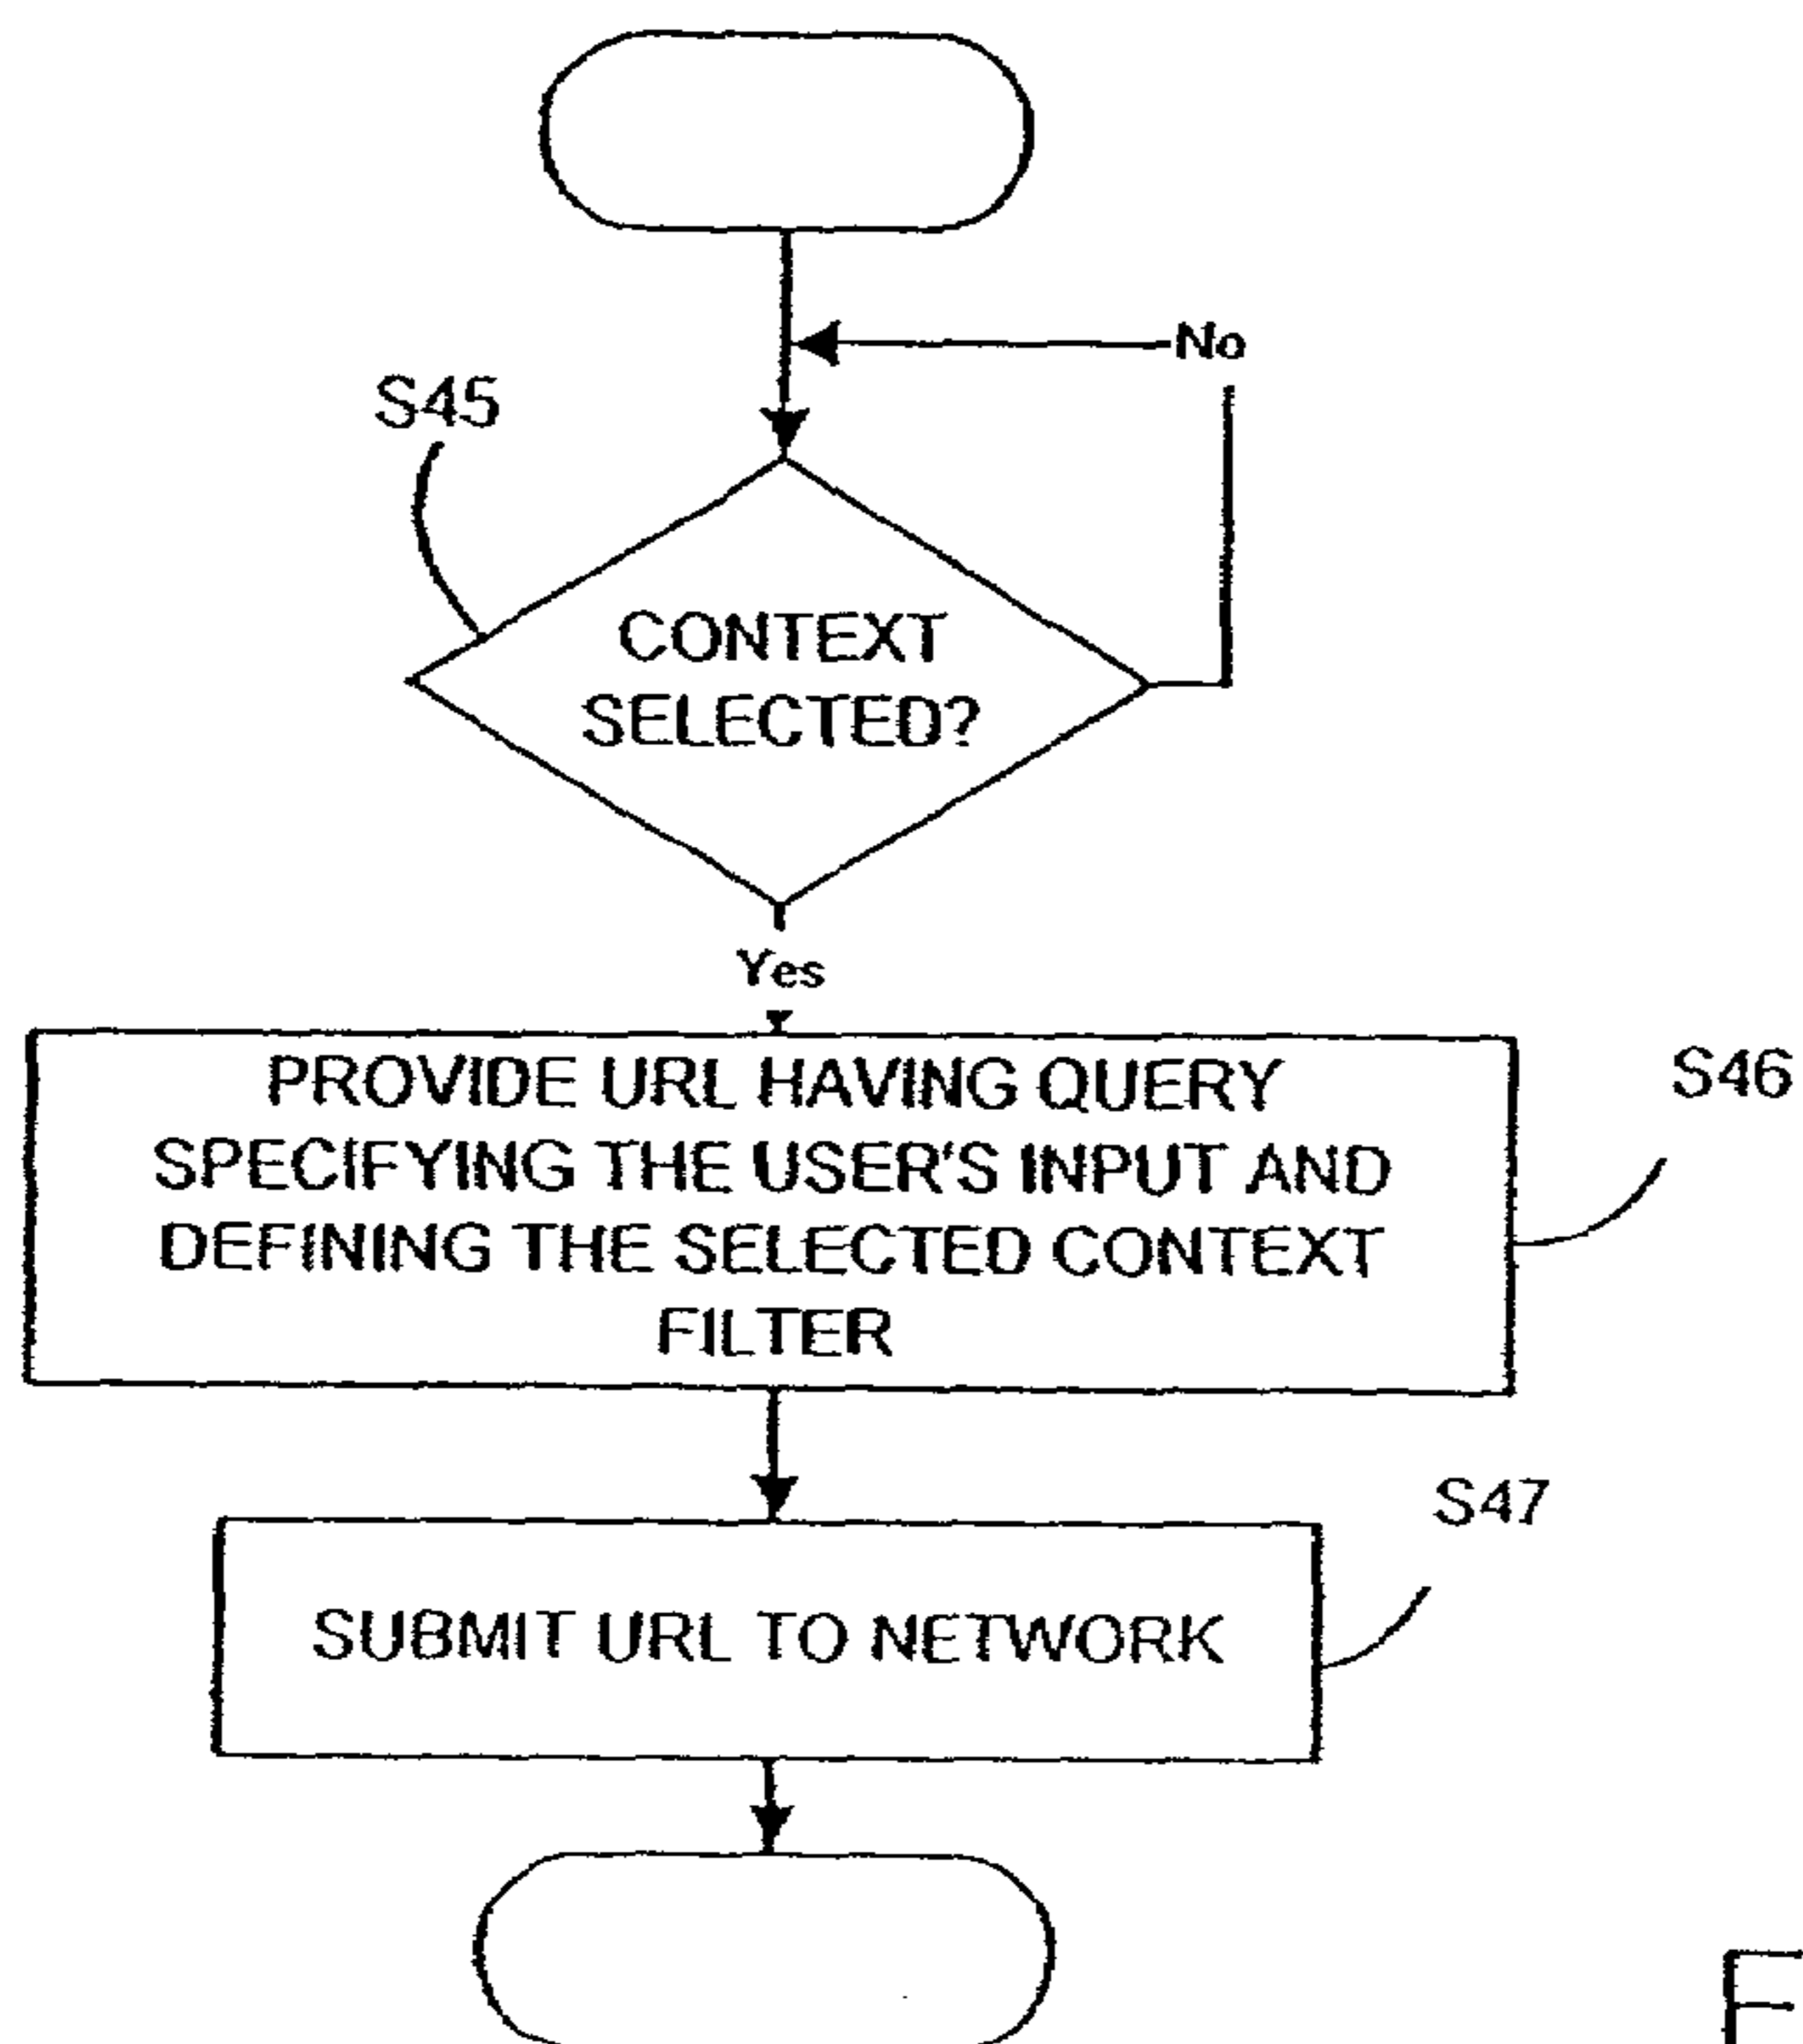 No
S45
CONTEXT
SELECTED?
Yes
PROVIDE URL HAVING QUERY
SPECIFYING THE USER'S INPUT AND
DEFINING THE SELECTED CONTEXT
FILTER
S46
S47
SUBMIT URL TO NETWORK